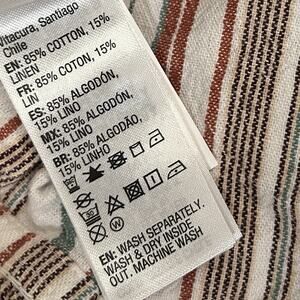 Vitacura, Santiago
Chile
EN: 85% COTTON, 15%
LINEN
FR: 85% COTON, 15%
LIN
ES: 85% ALGODÓN,
15% LINO
MX: 85% ALGODÓN,
15% LINO
BR: 85% ALGODÃO,
15% LINHO
W
EN: WASH SEPARATELY.
WASH & DRY INSIDE
OUT. MACHINE WASH